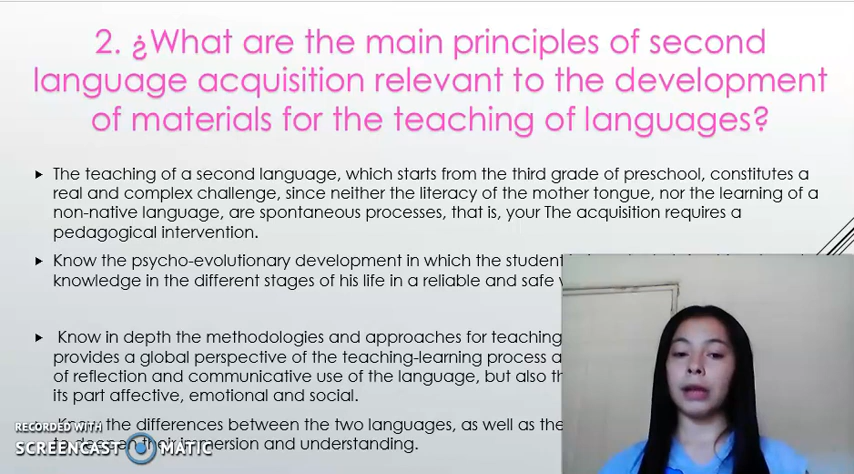 2. ¿What are the main principles of second
language acquisition relevant to the development
of materials for the teaching of languages?
The teaching of a second language, which starts from the third grade of preschool, constitutes a
real and complex challenge, since neither the literacy of the mother tongue, nor the learning of a
non-native language, are spontaneous processes, that is, your The acquisition requires a
pedagogical intervention.
Know the psycho-evolutionary development in which the student
knowledge in the different stages of his life in a reliable and safe
Know in depth the methodologies and approaches for teaching
provides a global perspective of the teaching-learning process
of reflection and communicative use of the language, but also
its part affective, emotional and social.
Know the differences between the two languages, as well as the
to deepen their immersion and understanding.
RECORDED WITH
SCREENCAST MATIC